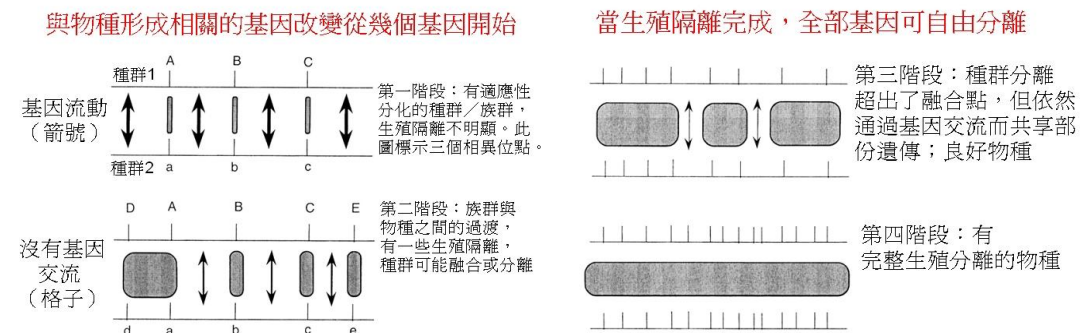 與物種形成相關的基因改變從幾個基因開始
當生殖隔離完成，全部基因可自由分離
A B C
種群1
基因流動
（箭號）
第一階段：有適應性
分化的種群／族群，
生殖隔離不明顯。此
圖標示三個相異位點。
種群2 a b c
D A B C E
沒有基因
交流
（格子）
第二階段：族群與
物種之間的過渡，
有一些生殖隔離，
種群可能融合或分離
d a b c e
第三階段：種群分離
超出了融合點，但依然
通過基因交流而共享部
份遺傳；良好物種
第四階段：有
完整生殖分離的物種